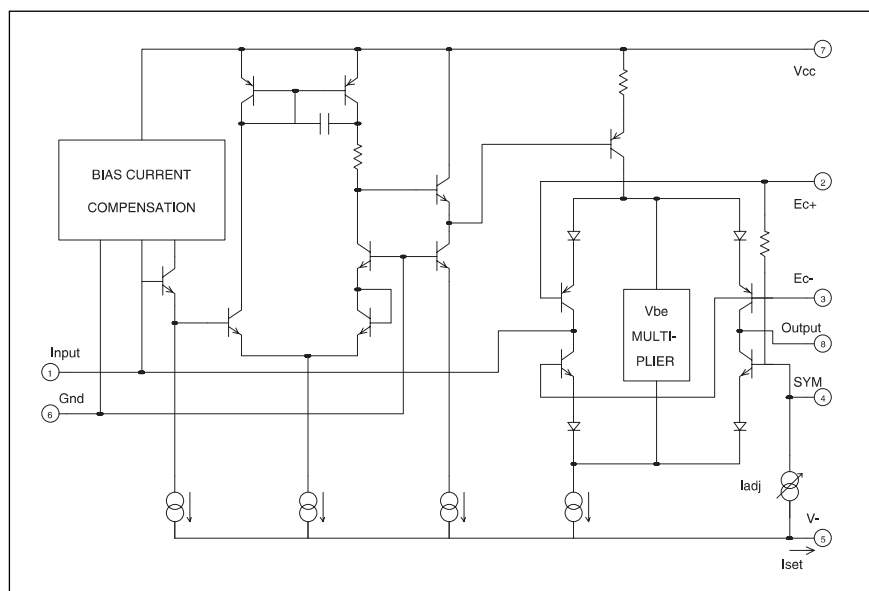 7
Vcc
BIAS CURRENT
COMPENSATION
2
Ec+
Ec-
3
Vbe
MULTI-
PLIER
Output
8
Input
1
SYM
4
Gnd
6
Iadj
V-
5
Iset